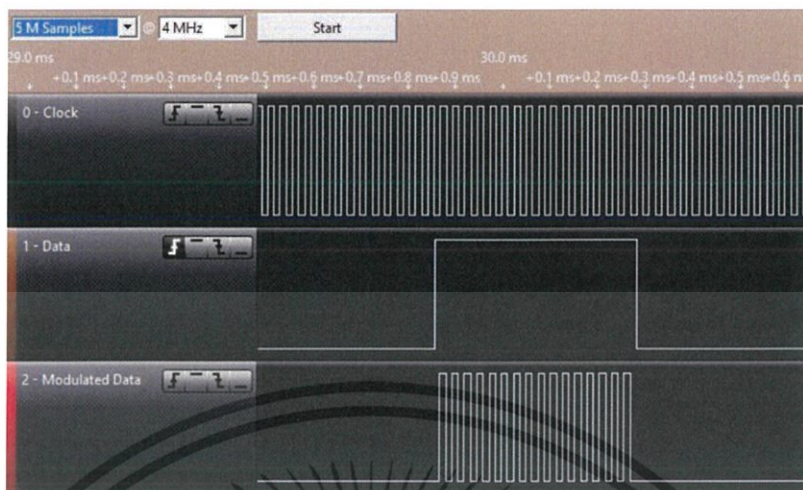 5 M Samples @ 4 MHz Start
29.0 ms 30.0 ms
+0.1 ms +0.2 ms +0.3 ms +0.4 ms +0.5 ms +0.6 ms +0.7 ms +0.8 ms +0.9 ms +0.1 ms +0.2 ms +0.3 ms +0.4 ms +0.5 ms +0.6 m
0 - Clock
1 - Data
2 - Modulated Data